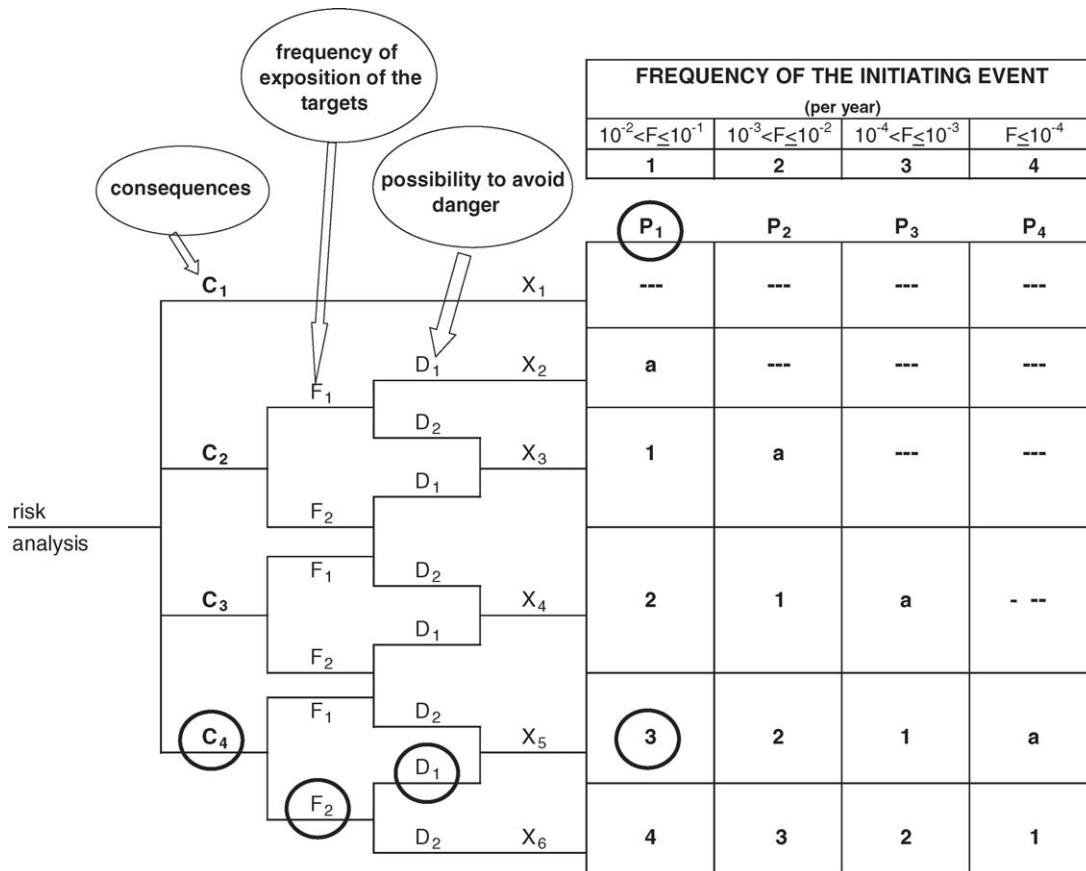 frequency of
exposition of the
targets
consequences
possibility to avoid
danger
FREQUENCY OF THE INITIATING EVENT
(per year)
10⁻²<F≤10⁻¹ 10⁻³<F≤10⁻² 10⁻⁴<F≤10⁻³ F≤10⁻⁴
1 2 3 4
P₁ P₂ P₃ P₄
C₁ X₁ --- --- --- ---
F₁ D₁ X₂ a --- --- ---
D₂
C₂ X₃ 1 a --- ---
D₁
F₂
risk
analysis
F₁ D₂
C₃ X₄ 2 1 a - --
D₁
F₂
F₁ D₂
C₄ X₅ 3 2 1 a
D₁
F₂
D₂ X₆ 4 3 2 1